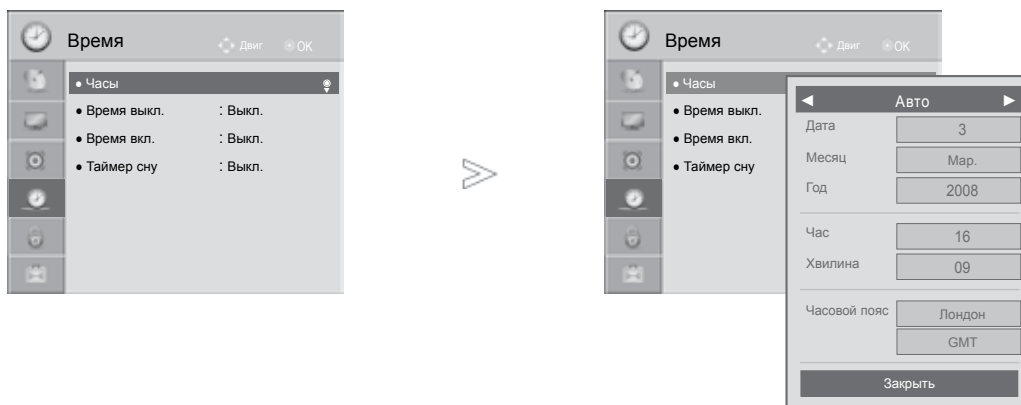 Время Двиг OK
● Часы
● Время выкл. : Выкл.
● Время вкл. : Выкл.
● Таймер сну : Выкл.
Время Двиг OK
● Часы
● Время выкл.
● Время вкл.
● Таймер сну
◀ Авто ▶
Дата 3
Месяц Мар.
Год 2008
Час 16
Хвилина 09
Часовой пояс Лондон
GMT
Закрыть